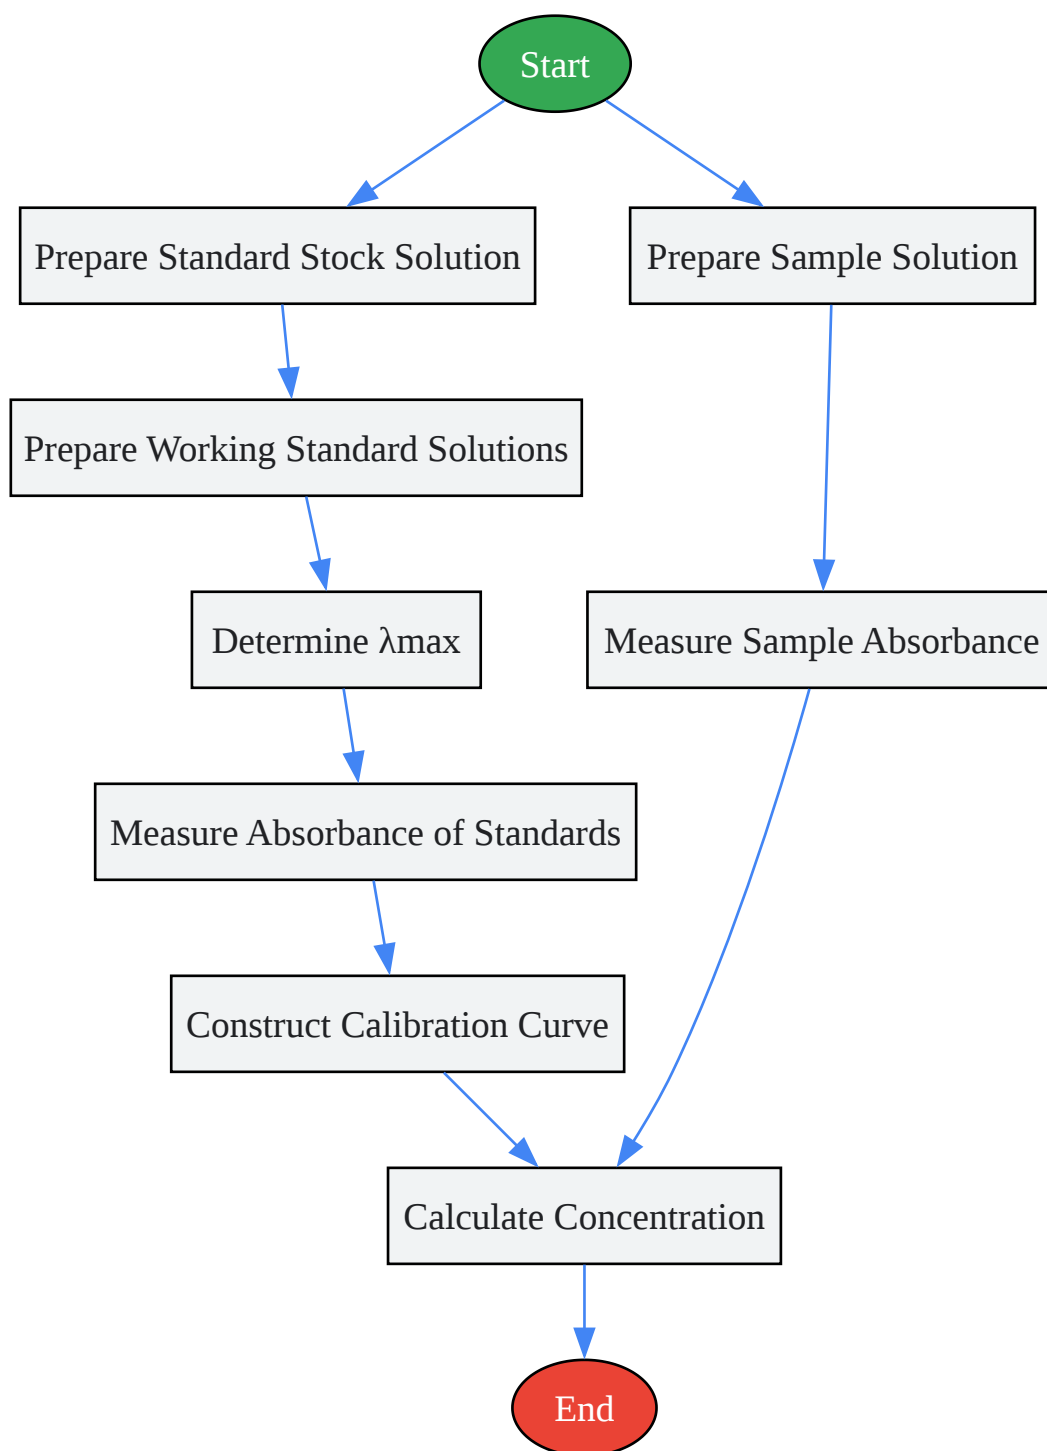 Start
Prepare Standard Stock Solution
Prepare Sample Solution
Prepare Working Standard Solutions
Determine λmax
Measure Sample Absorbance
Measure Absorbance of Standards
Construct Calibration Curve
Calculate Concentration
End